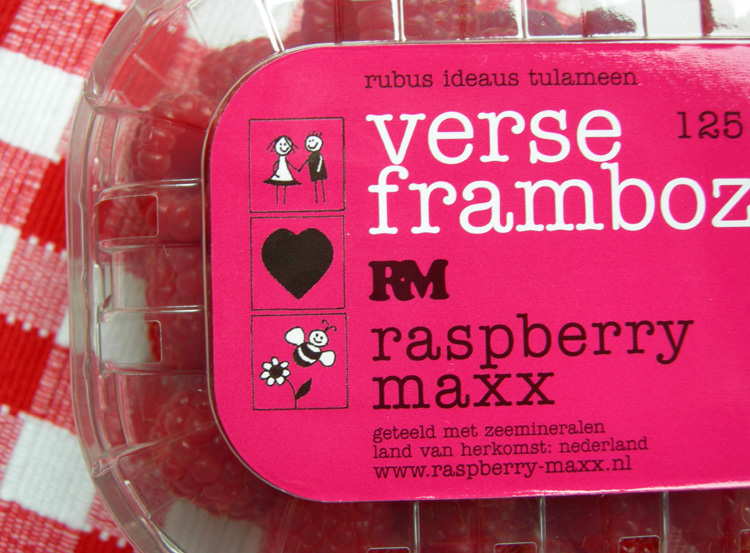 rubus ideaus tulameen
verse
125
framboz
RM
raspberry
maxx
geteeld met zeemineralen
land van herkomst: nederland
www.raspberry-maxx.nl